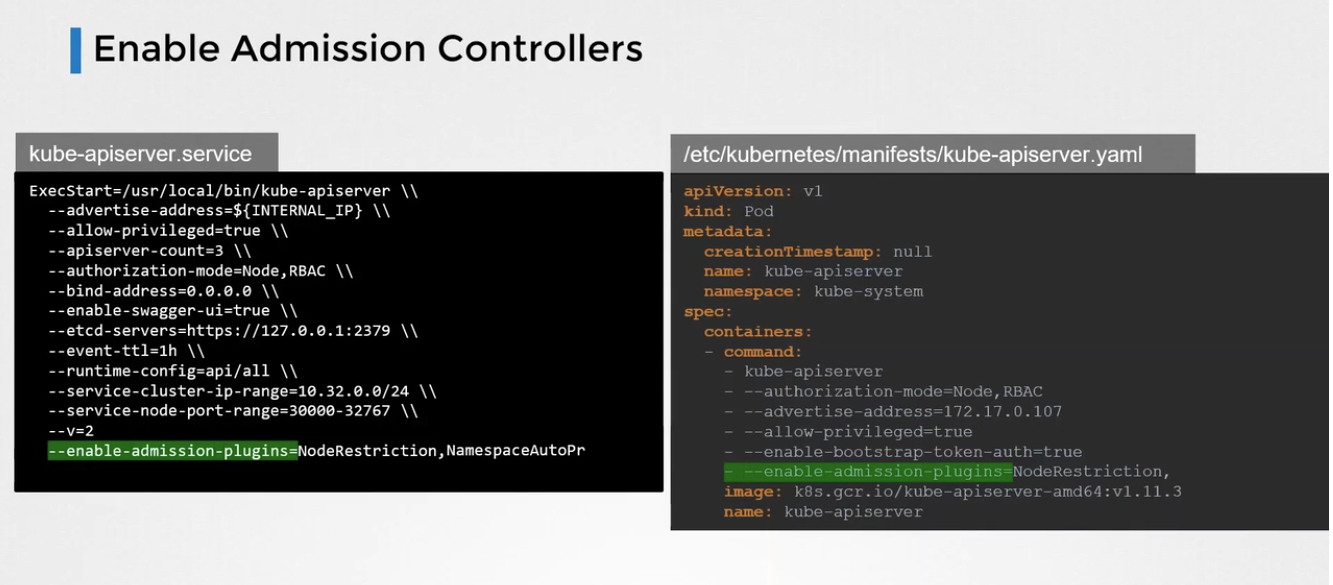 Enable Admission Controllers
kube-apiserver.service
ExecStart=/usr/local/bin/kube-apiserver \\
--advertise-address=${INTERNAL_IP} \\
--allow-privileged=true \\
--apiserver-count=3 \\
--authorization-mode=Node,RBAC \\
--bind-address=0.0.0.0 \\
--enable-swagger-ui=true \\
--etcd-servers=https://127.0.0.1:2379 \\
--event-ttl=1h \\
--runtime-config=api/all \\
--service-cluster-ip-range=10.32.0.0/24 \\
--service-node-port-range=30000-32767 \\
--v=2
--enable-admission-plugins=NodeRestriction,NamespaceAutoPr
/etc/kubernetes/manifests/kube-apiserver.yaml
apiVersion: v1
kind: Pod
metadata:
creationTimestamp: null
name: kube-apiserver
namespace: kube-system
spec:
containers:
- command:
- kube-apiserver
- --authorization-mode=Node,RBAC
- --advertise-address=172.17.0.107
- --allow-privileged=true
- --enable-bootstrap-token-auth=true
- --enable-admission-plugins=NodeRestriction,
image: k8s.gcr.io/kube-apiserver-amd64:v1.11.3
name: kube-apiserver